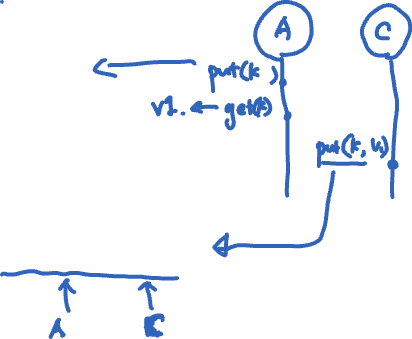 A C
put(k )
v1. ← get(k)
put(k, v1)
A C